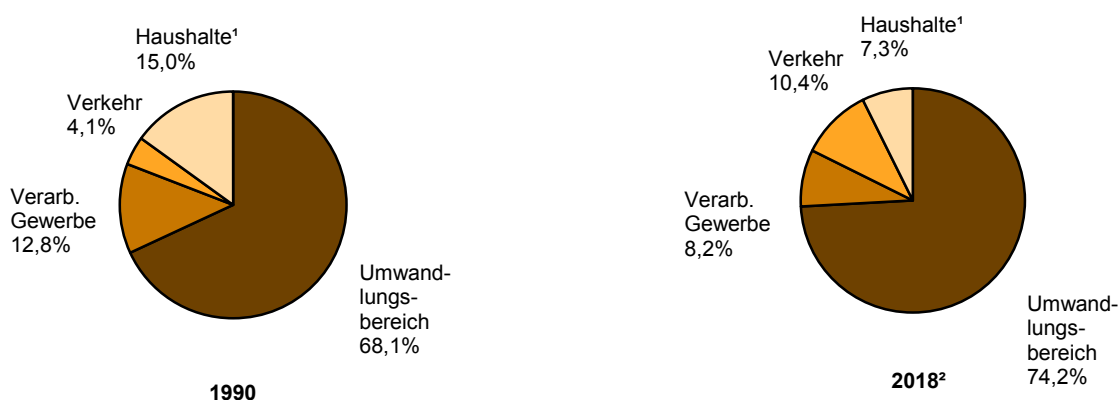 Haushalte¹
15,0%
Verkehr
4,1%
Verarb.
Gewerbe
12,8%
Umwand-
lungs-
bereich
68,1%
1990
Haushalte¹
7,3%
Verkehr
10,4%
Verarb.
Gewerbe
8,2%
Umwand-
lungs-
bereich
74,2%
2018²